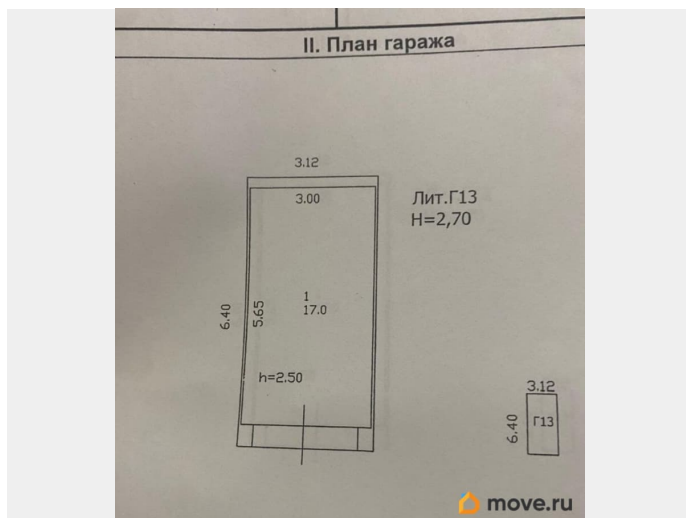 II. План гаража
3.12
3.00
Лит.Г13
H=2,70
6.40
5.65
1
17.0
h=2.50
3.12
6.40
Г13
move.ru